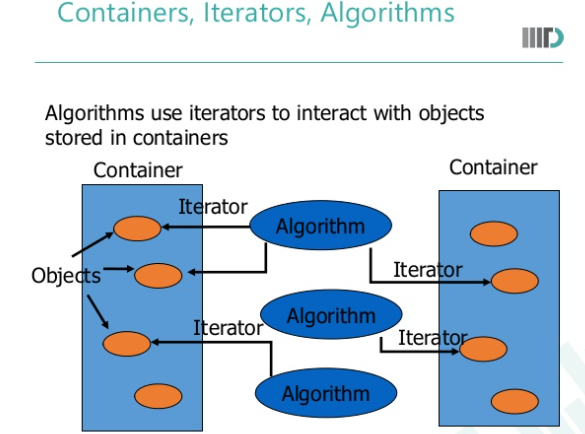 Containers, Iterators, Algorithms
Algorithms use iterators to interact with objects
stored in containers
Container
Container
Iterator
Algorithm
Iterator
Objects
Algorithm
Iterator
Iterator
Algorithm